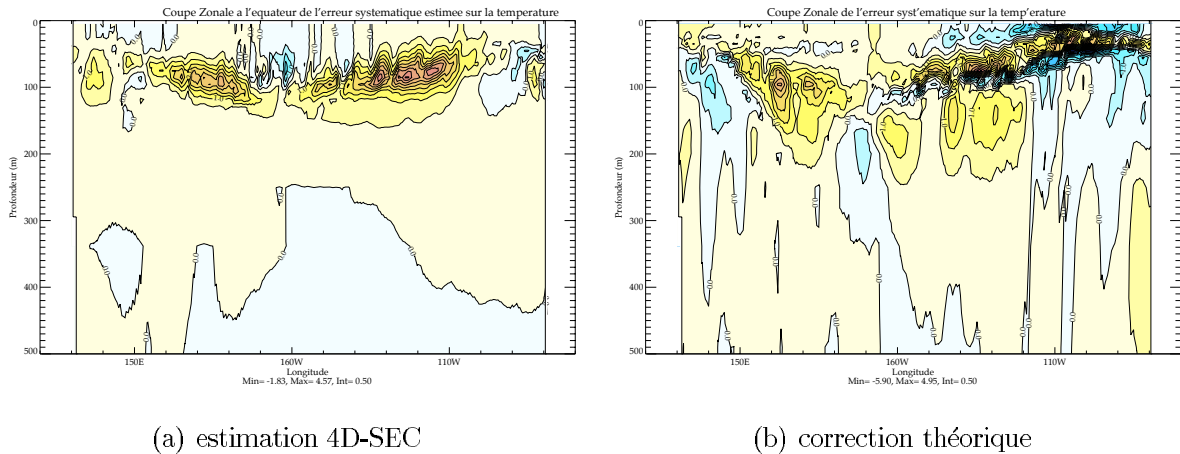 Coupe Zonale a l'equateur de l'erreur systematique estimee sur la temperature
0
100
200
300
400
500
Profondeur (m)
150E
160W
110W
Longitude
Min= -1.83, Max= 4.57, Int= 0.50
(a) estimation 4D-SEC
Coupe Zonale de l'erreur syst'ematique sur la temp'erature
0
100
200
300
400
500
Profondeur (m)
150E
160W
110W
Longitude
Min= -5.90, Max= 4.95, Int= 0.50
(b) correction théorique